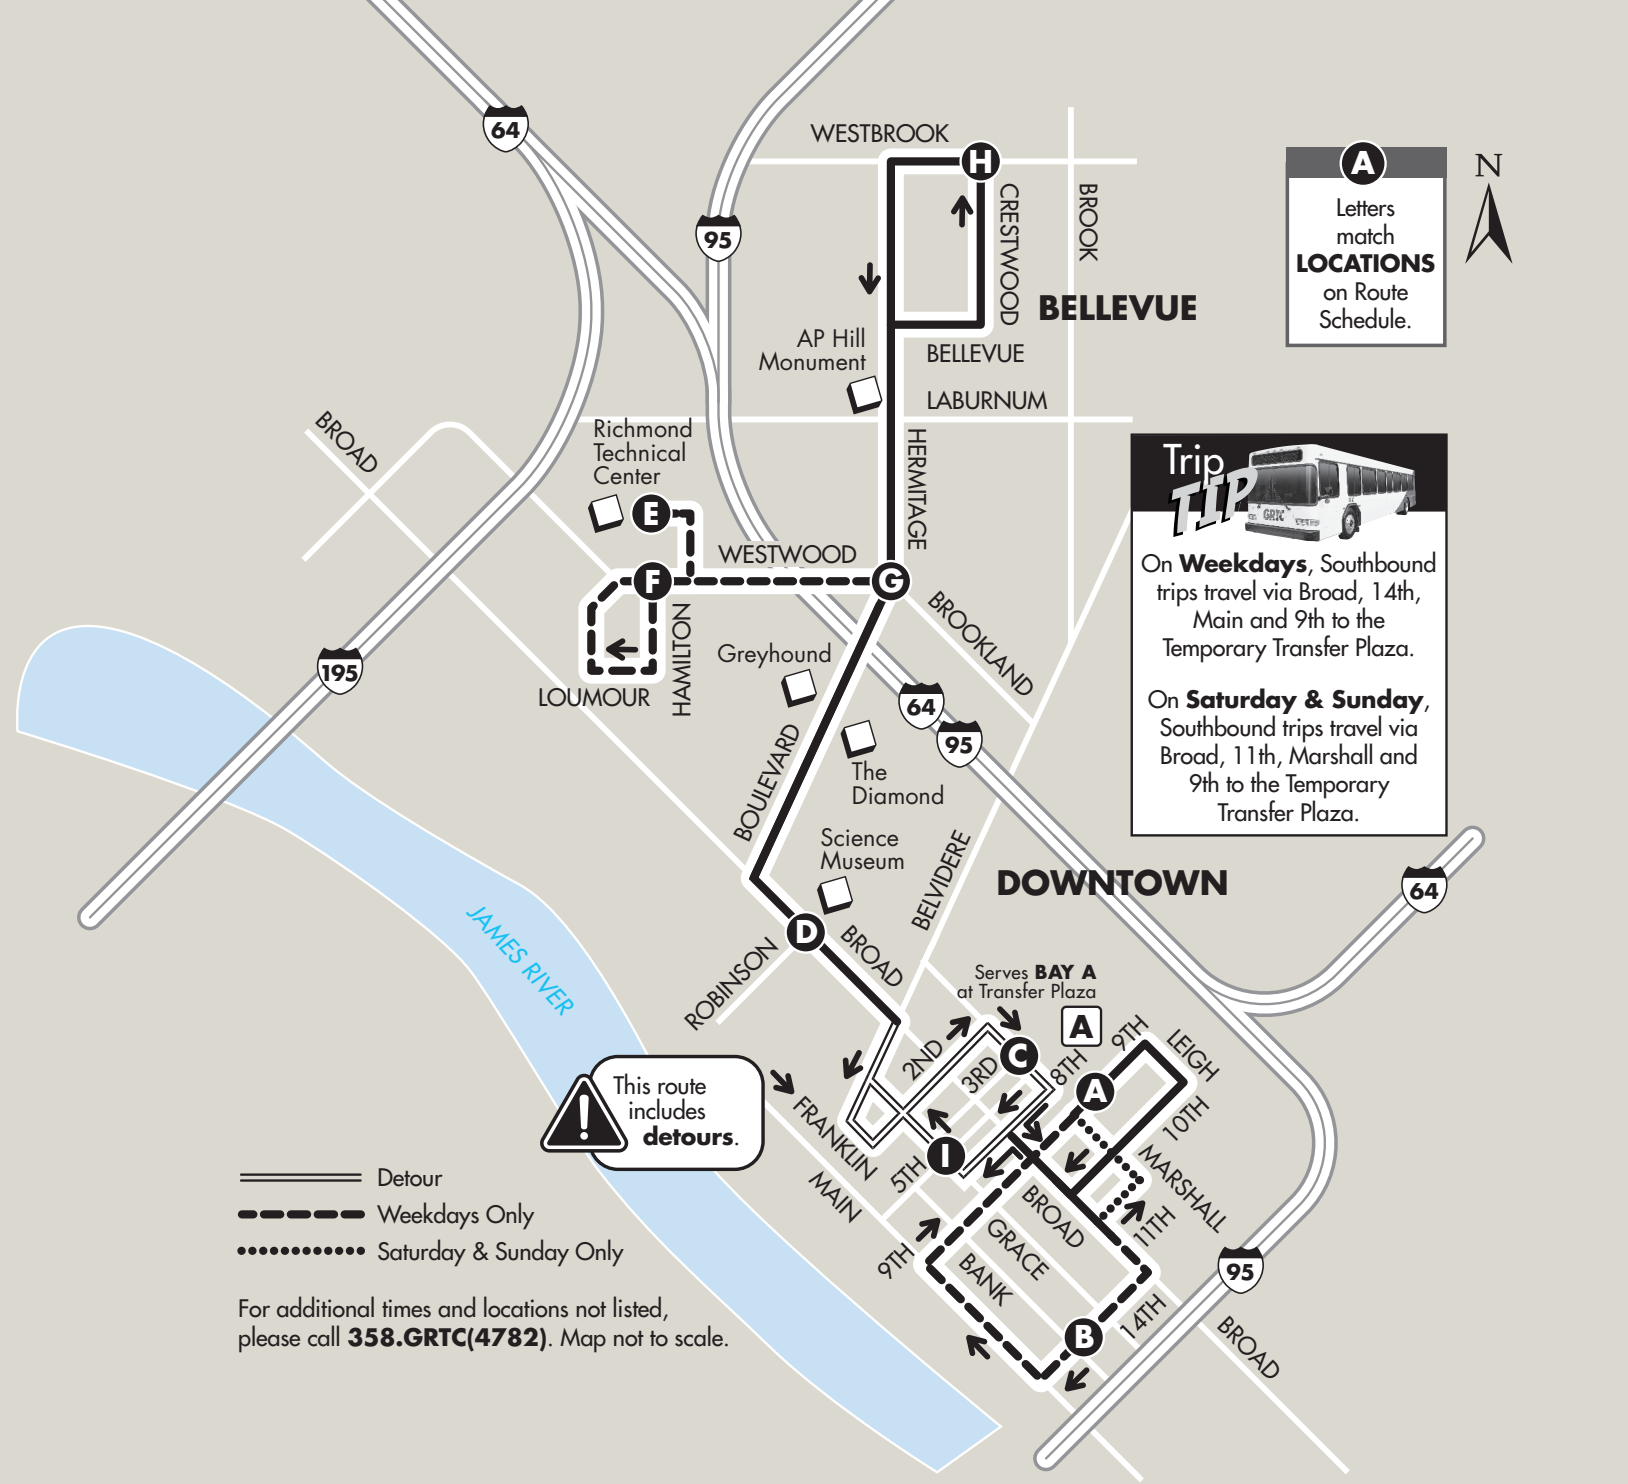 64
95
WESTBROOK
H
CRESTWOOD
BROOK
BELLEVUE
AP Hill
Monument
BELLEVUE
LABURNUM
HERMITAGE
A
Letters
match
LOCATIONS
on Route
Schedule.
N
BROAD
Richmond
Technical
Center
E
F
WESTWOOD
G
HAMILTON
LOUMOUR
BROOKLAND
Greyhound
BOULEVARD
The
Diamond
64
95
195
Trip
TIP
GRTC
On Weekdays, Southbound
trips travel via Broad, 14th,
Main and 9th to the
Temporary Transfer Plaza.
On Saturday & Sunday,
Southbound trips travel via
Broad, 11th, Marshall and
9th to the Temporary
Transfer Plaza.
Science
Museum
BELVIDERE
DOWNTOWN
64
JAMES RIVER
D
BROAD
ROBINSON
Serves BAY A
at Transfer Plaza
A
2ND
3RD
C
8TH
9TH
LEIGH
A
10TH
FRANKLIN
MAIN
5TH
I
MARSHALL
11TH
BROAD
GRACE
BANK
9TH
14TH
B
95
BROAD
This route
includes
detours.
Detour
Weekdays Only
Saturday & Sunday Only
For additional times and locations not listed,
please call 358.GRTC(4782). Map not to scale.